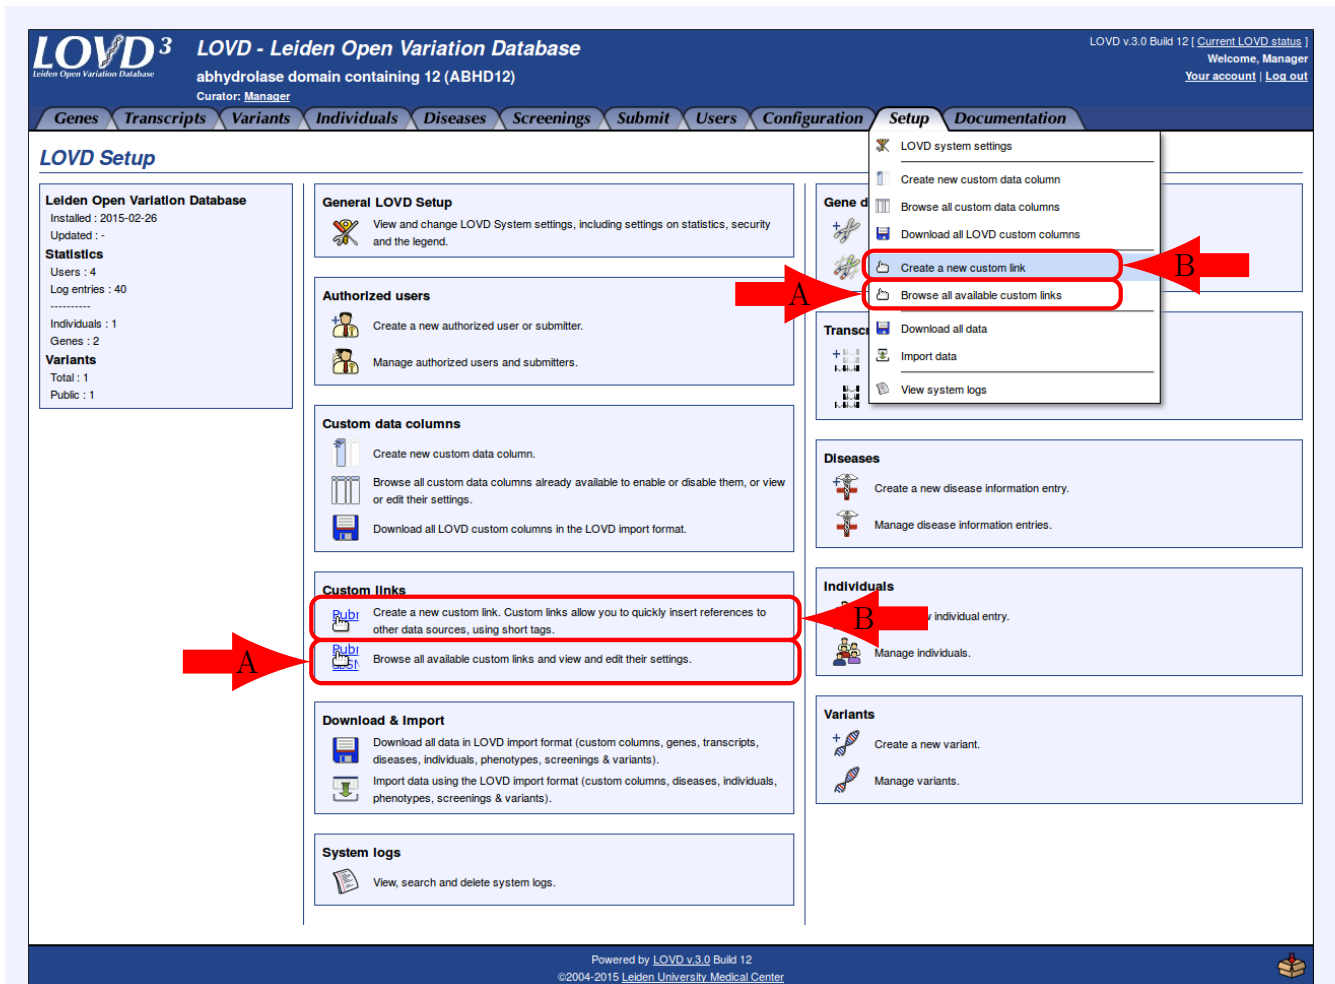 LOVD 3
Leiden Open Variation Database
LOVD - Leiden Open Variation Database
abhydrolase domain containing 12 (ABHD12)
Curator: Manager
LOVD v.3.0 Build 12 [ Current LOVD status ]
Welcome, Manager
Your account | Log out
Genes Transcripts Variants Individuals Diseases Screenings Submit Users Configuration Setup Documentation
LOVD Setup
Leiden Open Variation Database
Installed : 2015-02-26
Updated : -
Statistics
Users : 4
Log entries : 40
----------
Individuals : 1
Genes : 2
Variants
Total : 1
Public : 1
General LOVD Setup
View and change LOVD System settings, including settings on statistics, security
and the legend.
Authorized users
Create a new authorized user or submitter.
Manage authorized users and submitters.
Custom data columns
Create new custom data column.
Browse all custom data columns already available to enable or disable them, or view
or edit their settings.
Download all LOVD custom columns in the LOVD import format.
Custom links
Create a new custom link. Custom links allow you to quickly insert references to
other data sources, using short tags.
Browse all available custom links and view and edit their settings.
A
B
Download & Import
Download all data in LOVD import format (custom columns, genes, transcripts,
diseases, individuals, phenotypes, screenings & variants).
Import data using the LOVD import format (custom columns, diseases, individuals,
phenotypes, screenings & variants).
System logs
View, search and delete system logs.
Gene d
LOVD system settings
Create new custom data column
Browse all custom data columns
Download all LOVD custom columns
Create a new custom link
Browse all available custom links
Download all data
Import data
View system logs
A
B
Transcr
Diseases
Create a new disease information entry.
Manage disease information entries.
Individuals
individual entry.
Manage individuals.
Variants
Create a new variant.
Manage variants.
Powered by LOVD v.3.0 Build 12
©2004-2015 Leiden University Medical Center